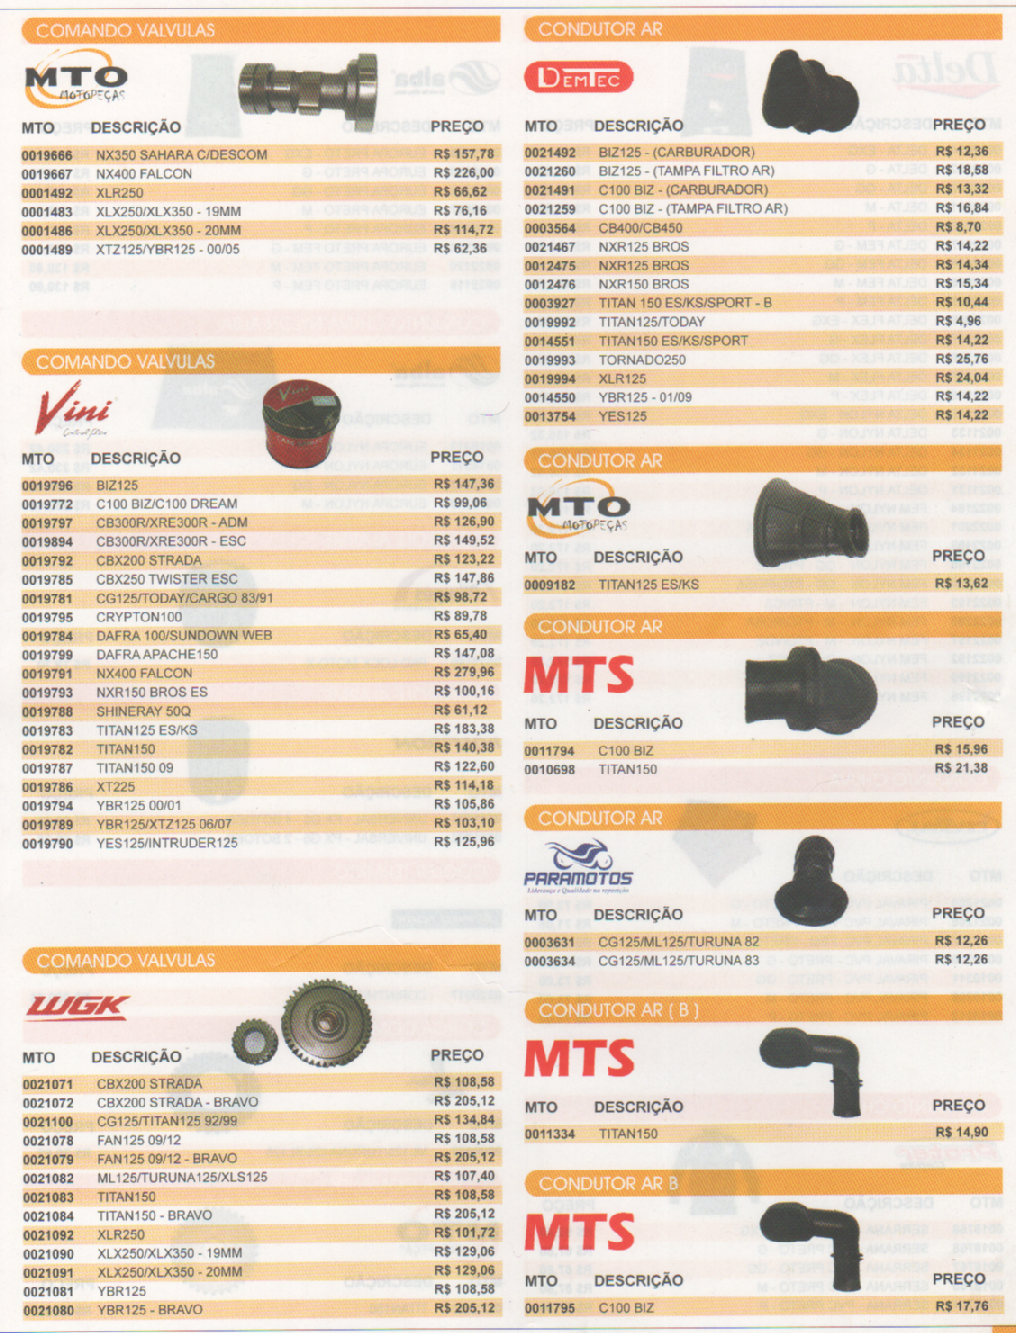 COMANDO VALVULAS
MTO
MOTOPEÇAS
MTO DESCRIÇÃO PREÇO
0019666 NX350 SAHARA C/DESCOM R$ 157,78
0019667 NX400 FALCON R$ 226,00
0001492 XLR250 R$ 66,62
0001483 XLX250/XLX350 - 19MM R$ 76,16
0001486 XLX250/XLX350 - 20MM R$ 114,72
0001489 XTZ125/YBR125 - 00/05 R$ 62,36
COMANDO VALVULAS
Vini
MTO DESCRIÇÃO PREÇO
0019796 BIZ125 R$ 147,36
0019772 C100 BIZ/C100 DREAM R$ 99,06
0019797 CB300R/XRE300R - ADM R$ 126,90
0019894 CB300R/XRE300R - ESC R$ 149,52
0019792 CBX200 STRADA R$ 123,22
0019785 CBX250 TWISTER ESC R$ 147,86
0019781 CG125/TODAY/CARGO 83/91 R$ 98,72
0019795 CRYPTON100 R$ 89,78
0019784 DAFRA 100/SUNDOWN WEB R$ 65,40
0019799 DAFRA APACHE150 R$ 147,08
0019791 NX400 FALCON R$ 279,96
0019793 NXR150 BROS ES R$ 100,16
0019788 SHINERAY 50Q R$ 61,12
0019783 TITAN125 ES/KS R$ 183,38
0019782 TITAN150 R$ 140,38
0019787 TITAN150 09 R$ 122,60
0019786 XT225 R$ 114,18
0019794 YBR125 00/01 R$ 105,86
0019789 YBR125/XTZ125 06/07 R$ 103,10
0019790 YES125/INTRUDER125 R$ 125,96
COMANDO VALVULAS
WGK
MTO DESCRIÇÃO PREÇO
0021071 CBX200 STRADA R$ 108,58
0021072 CBX200 STRADA - BRAVO R$ 205,12
0021100 CG125/TITAN125 92/99 R$ 134,84
0021078 FAN125 09/12 R$ 108,58
0021079 FAN125 09/12 - BRAVO R$ 205,12
0021082 ML125/TURUNA125/XLS125 R$ 107,40
0021083 TITAN150 R$ 108,58
0021084 TITAN150 - BRAVO R$ 205,12
0021092 XLR250 R$ 101,72
0021090 XLX250/XLX350 - 19MM R$ 129,06
0021091 XLX250/XLX350 - 20MM R$ 129,06
0021081 YBR125 R$ 108,58
0021080 YBR125 - BRAVO R$ 205,12
CONDUTOR AR
DEMTEC
MTO DESCRIÇÃO PREÇO
0021492 BIZ125 - (CARBURADOR) R$ 12,36
0021260 BIZ125 - (TAMPA FILTRO AR) R$ 18,58
0021491 C100 BIZ - (CARBURADOR) R$ 13,32
0021259 C100 BIZ - (TAMPA FILTRO AR) R$ 16,84
0003564 CB400/CB450 R$ 8,70
0021467 NXR125 BROS R$ 14,22
0012475 NXR125 BROS R$ 14,34
0012476 NXR150 BROS R$ 15,34
0003927 TITAN 150 ES/KS/SPORT - B R$ 10,44
0019992 TITAN125/TODAY R$ 4,96
0014551 TITAN150 ES/KS/SPORT R$ 14,22
0019993 TORNADO250 R$ 25,76
0019994 XLR125 R$ 24,04
0014550 YBR125 - 01/09 R$ 14,22
0013754 YES125 R$ 14,22
CONDUTOR AR
MTO
MOTOPEÇAS
MTO DESCRIÇÃO PREÇO
0009182 TITAN125 ES/KS R$ 13,62
CONDUTOR AR
MTS
MTO DESCRIÇÃO PREÇO
0011794 C100 BIZ R$ 15,96
0010698 TITAN150 R$ 21,38
CONDUTOR AR
PARAMOTOS
Liderança e Qualidade na reposição
MTO DESCRIÇÃO PREÇO
0003631 CG125/ML125/TURUNA 82 R$ 12,26
0003634 CG125/ML125/TURUNA 83 R$ 12,26
CONDUTOR AR ( B )
MTS
MTO DESCRIÇÃO PREÇO
0011334 TITAN150 R$ 14,90
CONDUTOR AR B
MTS
MTO DESCRIÇÃO PREÇO
0011795 C100 BIZ R$ 17,76